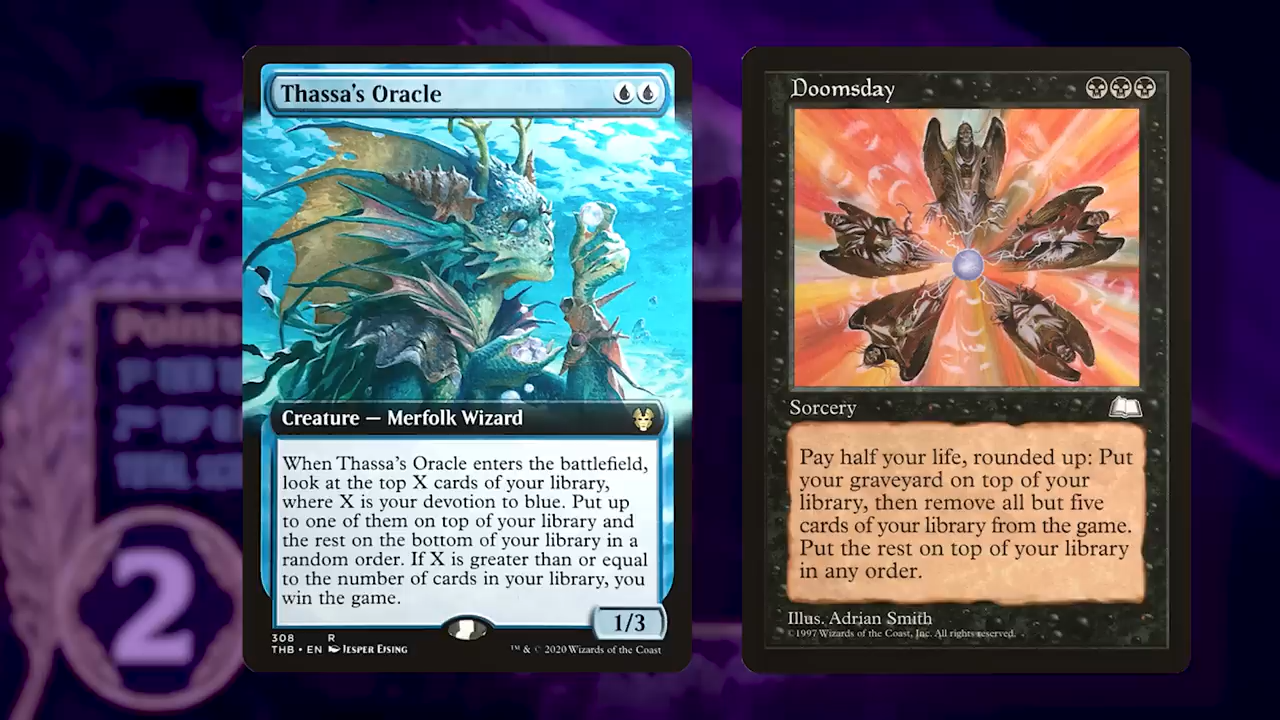 Thassa's Oracle
Creature — Merfolk Wizard
When Thassa's Oracle enters the battlefield,
look at the top X cards of your library,
where X is your devotion to blue. Put up
to one of them on top of your library and
the rest on the bottom of your library in a
random order. If X is greater than or equal
to the number of cards in your library, you
win the game.
1/3
308 R
THB • EN JESPER EISING
™ & © 2020 Wizards of the Coast
Doomsday
Sorcery
Pay half your life, rounded up: Put
your graveyard on top of your
library, then remove all but five
cards of your library from the game.
Put the rest on top of your library
in any order.
Illus. Adrian Smith
©1997 Wizards of the Coast, Inc. All rights reserved.
Points
2